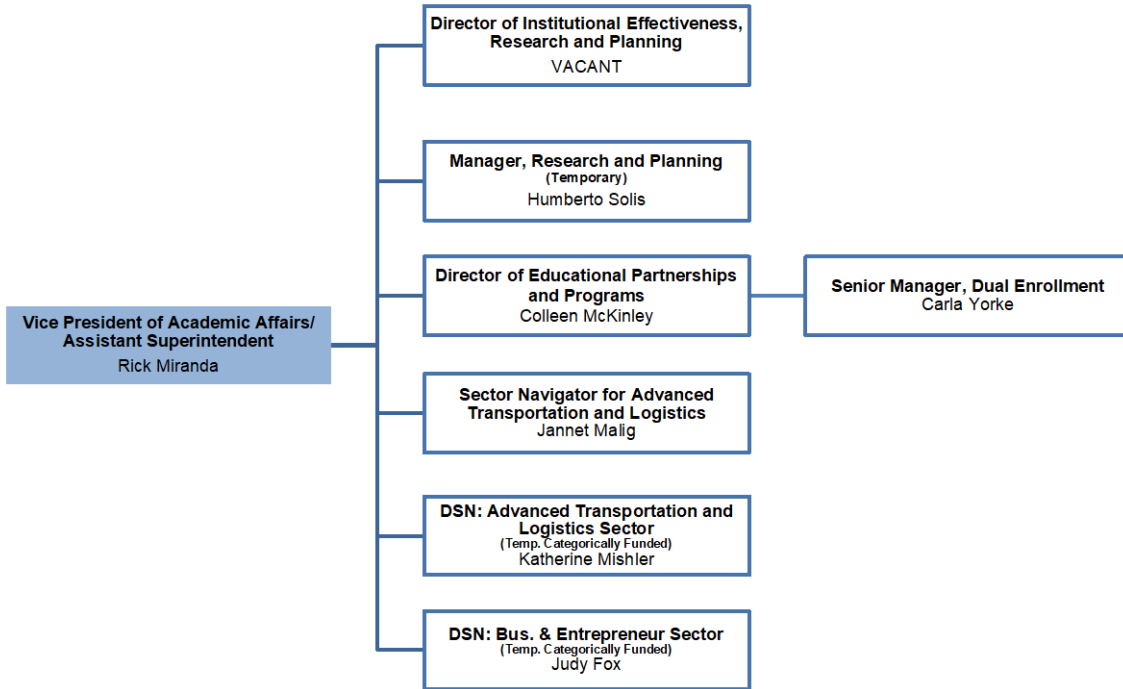 Director of Institutional Effectiveness,
Research and Planning
VACANT
Manager, Research and Planning
(Temporary)
Humberto Solis
Director of Educational Partnerships
and Programs
Colleen McKinley
Senior Manager, Dual Enrollment
Carla Yorke
Vice President of Academic Affairs/
Assistant Superintendent
Rick Miranda
Sector Navigator for Advanced
Transportation and Logistics
Jannet Malig
DSN: Advanced Transportation and
Logistics Sector
(Temp. Categorically Funded)
Katherine Mishler
DSN: Bus. & Entrepreneur Sector
(Temp. Categorically Funded)
Judy Fox